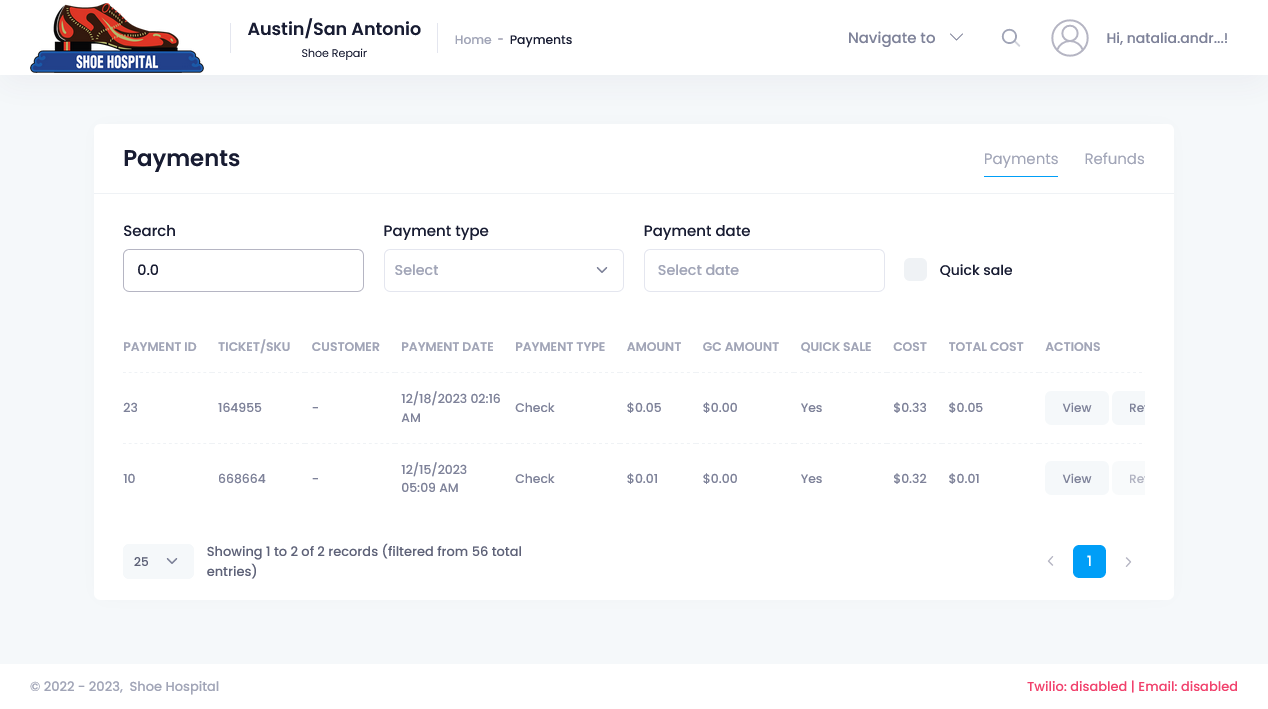 SHOE HOSPITAL
Austin/San Antonio
Shoe Repair
Home - Payments
Navigate to
Hi, natalia.andr...!
Payments
Payments
Refunds
Search
Payment type
Payment date
0.0
Select
Select date
Quick sale
PAYMENT ID TICKET/SKU CUSTOMER PAYMENT DATE PAYMENT TYPE AMOUNT GC AMOUNT QUICK SALE COST TOTAL COST ACTIONS
23 164955 - 12/18/2023 02:16 AM Check $0.05 $0.00 Yes $0.33 $0.05 View
10 668664 - 12/15/2023 05:09 AM Check $0.01 $0.00 Yes $0.32 $0.01 View
25
Showing 1 to 2 of 2 records (filtered from 56 total
entries)
< 1 >
© 2022 - 2023, Shoe Hospital
Twilio: disabled | Email: disabled